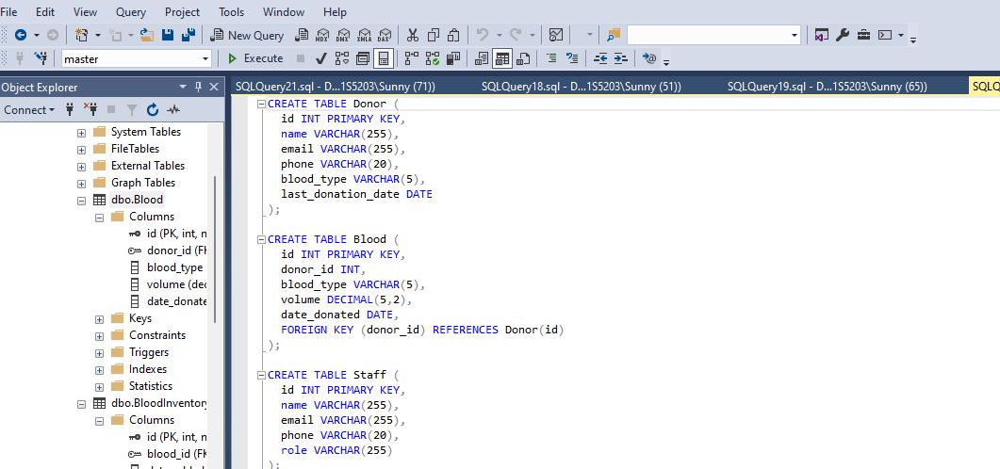 File Edit View Query Project Tools Window Help
New Query MDX DMX XMLA DAX
master Execute
Object Explorer
Connect
System Tables
FileTables
External Tables
Graph Tables
dbo.Blood
Columns
id (PK, int, n
donor_id (FK
blood_type
volume (dec
date_donate
Keys
Constraints
Triggers
Indexes
Statistics
dbo.BloodInventory
Columns
id (PK, int, n
blood_id (FK
SQLQuery21.sql - D...1S5203\Sunny (71)) SQLQuery18.sql - D...1S5203\Sunny (51)) SQLQuery19.sql - D...1S5203\Sunny (65)) SQLQ
CREATE TABLE Donor (
id INT PRIMARY KEY,
name VARCHAR(255),
email VARCHAR(255),
phone VARCHAR(20),
blood_type VARCHAR(5),
last_donation_date DATE
);
CREATE TABLE Blood (
id INT PRIMARY KEY,
donor_id INT,
blood_type VARCHAR(5),
volume DECIMAL(5,2),
date_donated DATE,
FOREIGN KEY (donor_id) REFERENCES Donor(id)
);
CREATE TABLE Staff (
id INT PRIMARY KEY,
name VARCHAR(255),
email VARCHAR(255),
phone VARCHAR(20),
role VARCHAR(255)
);